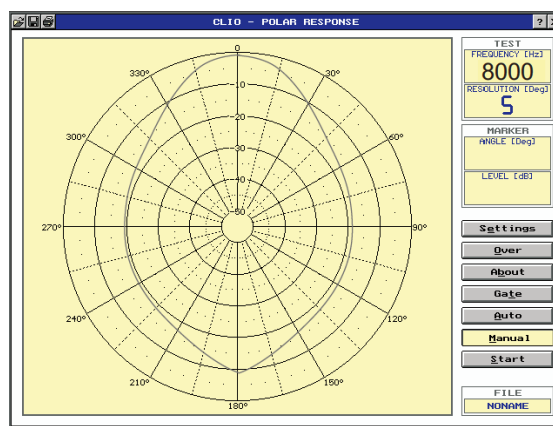 CLIO - POLAR RESPONSE
?
0
330°
30°
-10
-20
300°
60°
-30
-40
-50
270°
90°
240°
120°
210°
150°
180°
TEST
FREQUENCY [Hz]
8000
RESOLUTION [Deg]
5
MARKER
ANGLE [Deg]
LEVEL [dB]
Settings
Over
About
Gate
Auto
Manual
Start
FILE
NONAME